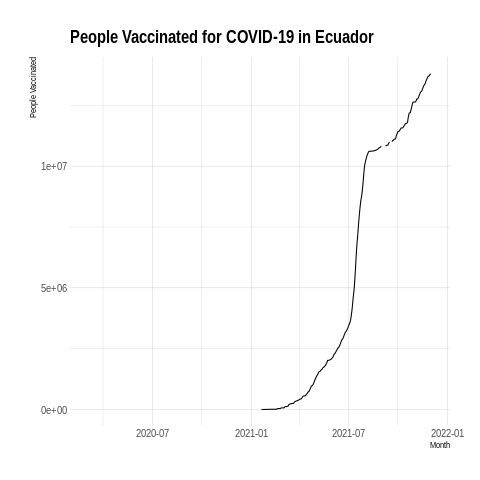 People Vaccinated for COVID-19 in Ecuador
People Vaccinated
1e+07
5e+06
0e+00
2020-07 2021-01 2021-07 2022-01
Month